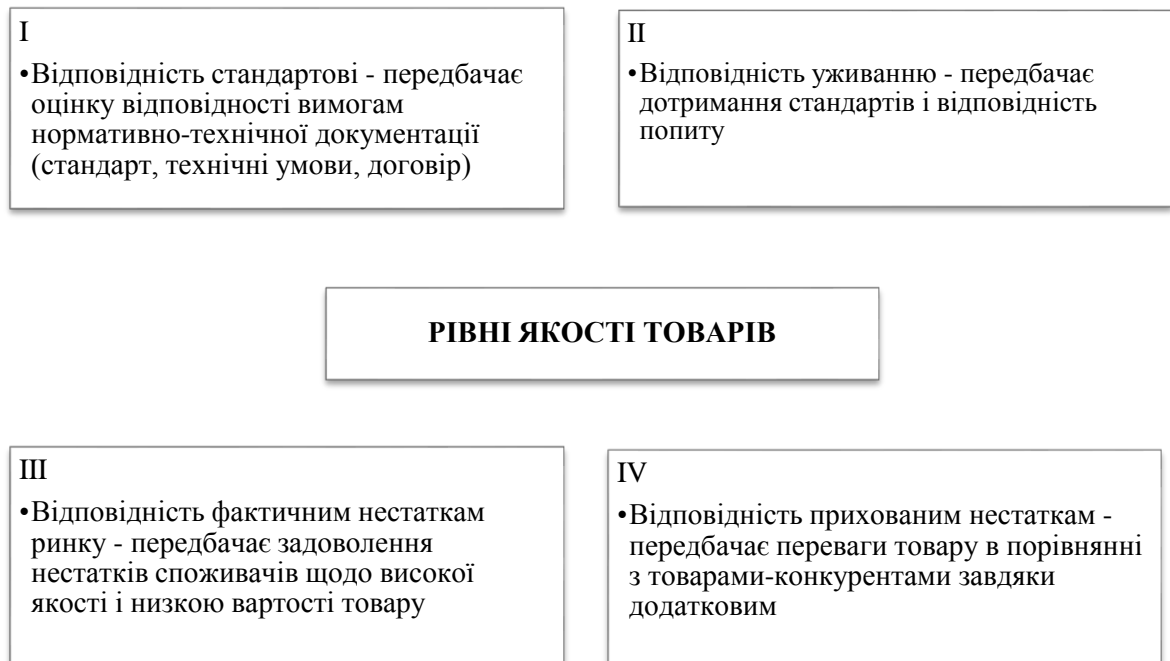 I
•Відповідність стандартові - передбачає
оцінку відповідності вимогам
нормативно-технічної документації
(стандарт, технічні умови, договір)
II
•Відповідність уживанню - передбачає
дотримання стандартів і відповідність
попиту
РІВНІ ЯКОСТІ ТОВАРІВ
III
•Відповідність фактичним нестаткам
ринку - передбачає задоволення
нестатків споживачів щодо високої
якості і низкою вартості товару
IV
•Відповідність прихованим нестаткам -
передбачає переваги товару в порівнянні
з товарами-конкурентами завдяки
додатковим